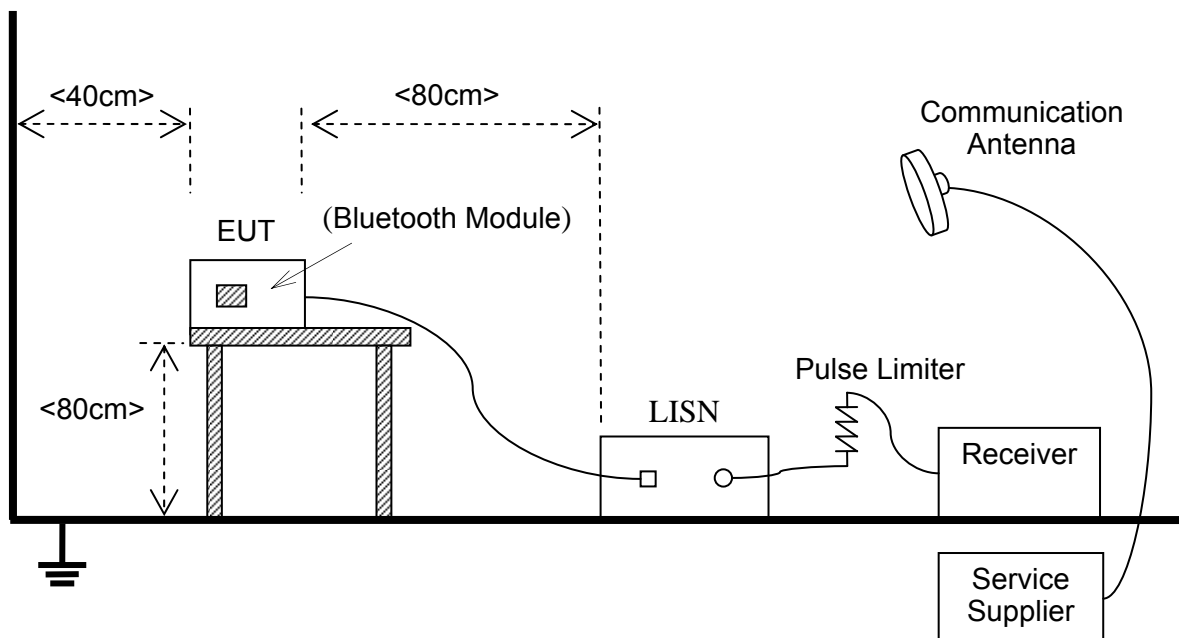 <40cm>
<80cm>
Communication
Antenna
EUT
(Bluetooth Module)
<80cm>
LISN
Pulse Limiter
Receiver
Service
Supplier